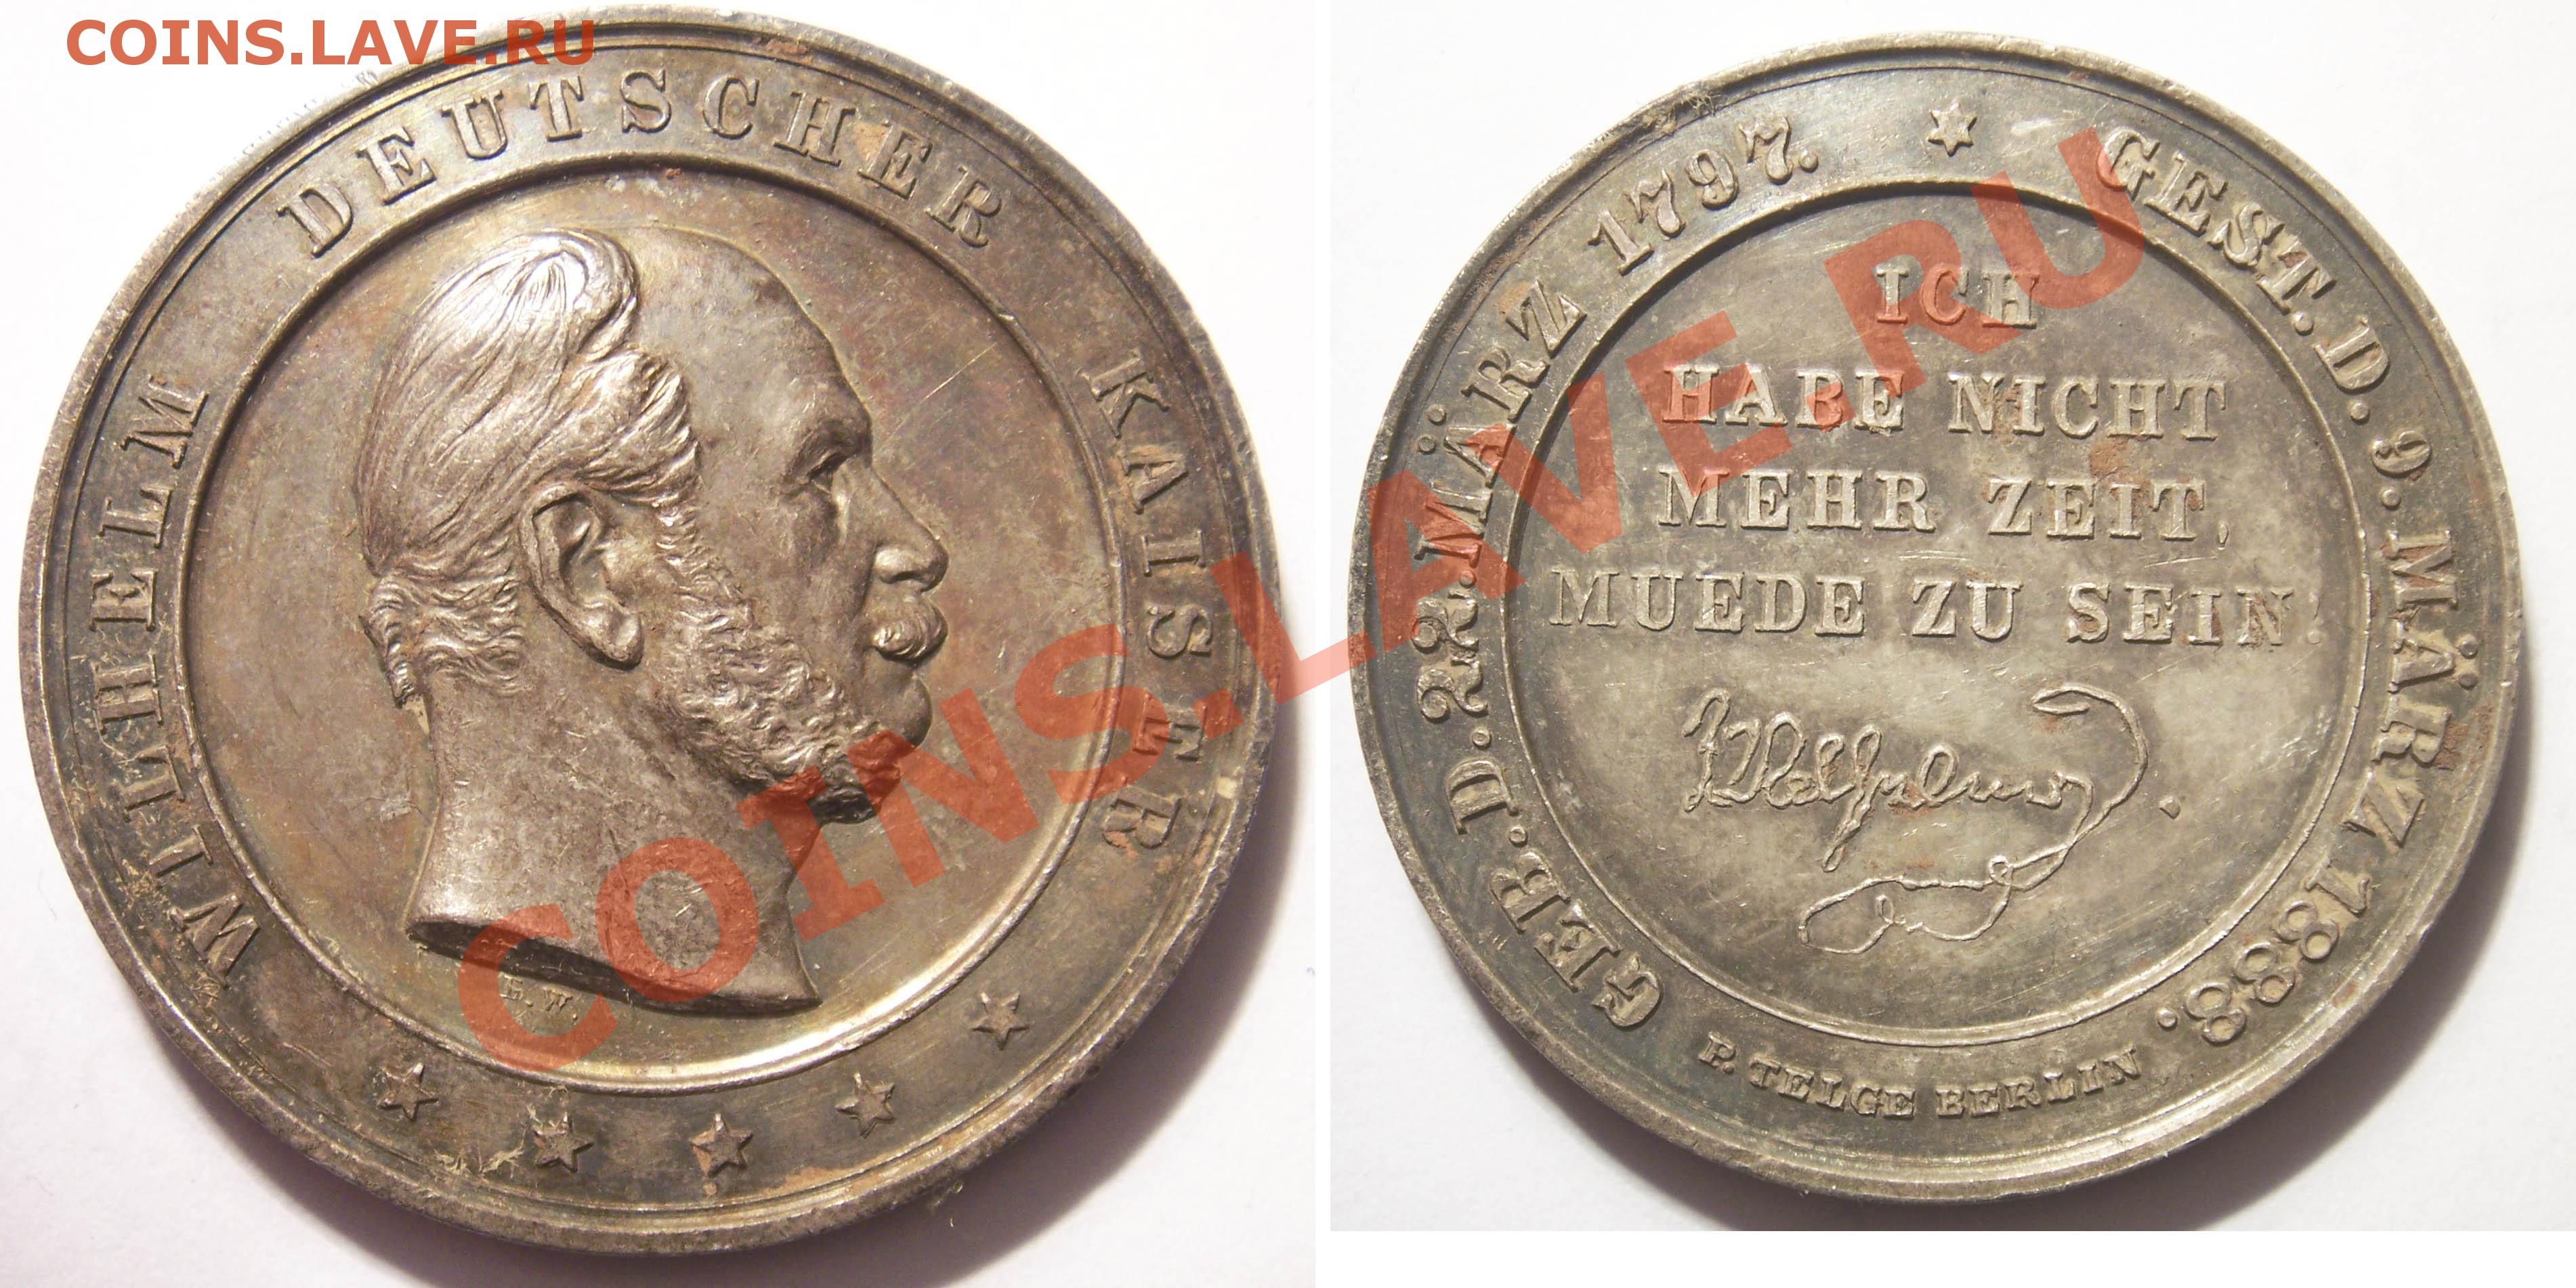 COINS.LAVE.RU
WILHELM DEUTSCHER KAISER
E.W.
GEB. D. 22. MÄRZ 1797.
GEST. D. 9. MÄRZ 1888.
ICH
HABE NICHT
MEHR ZEIT,
MUEDE ZU SEIN!
Wilhelm
P. TELGE BERLIN
COINS.LAVE.RU